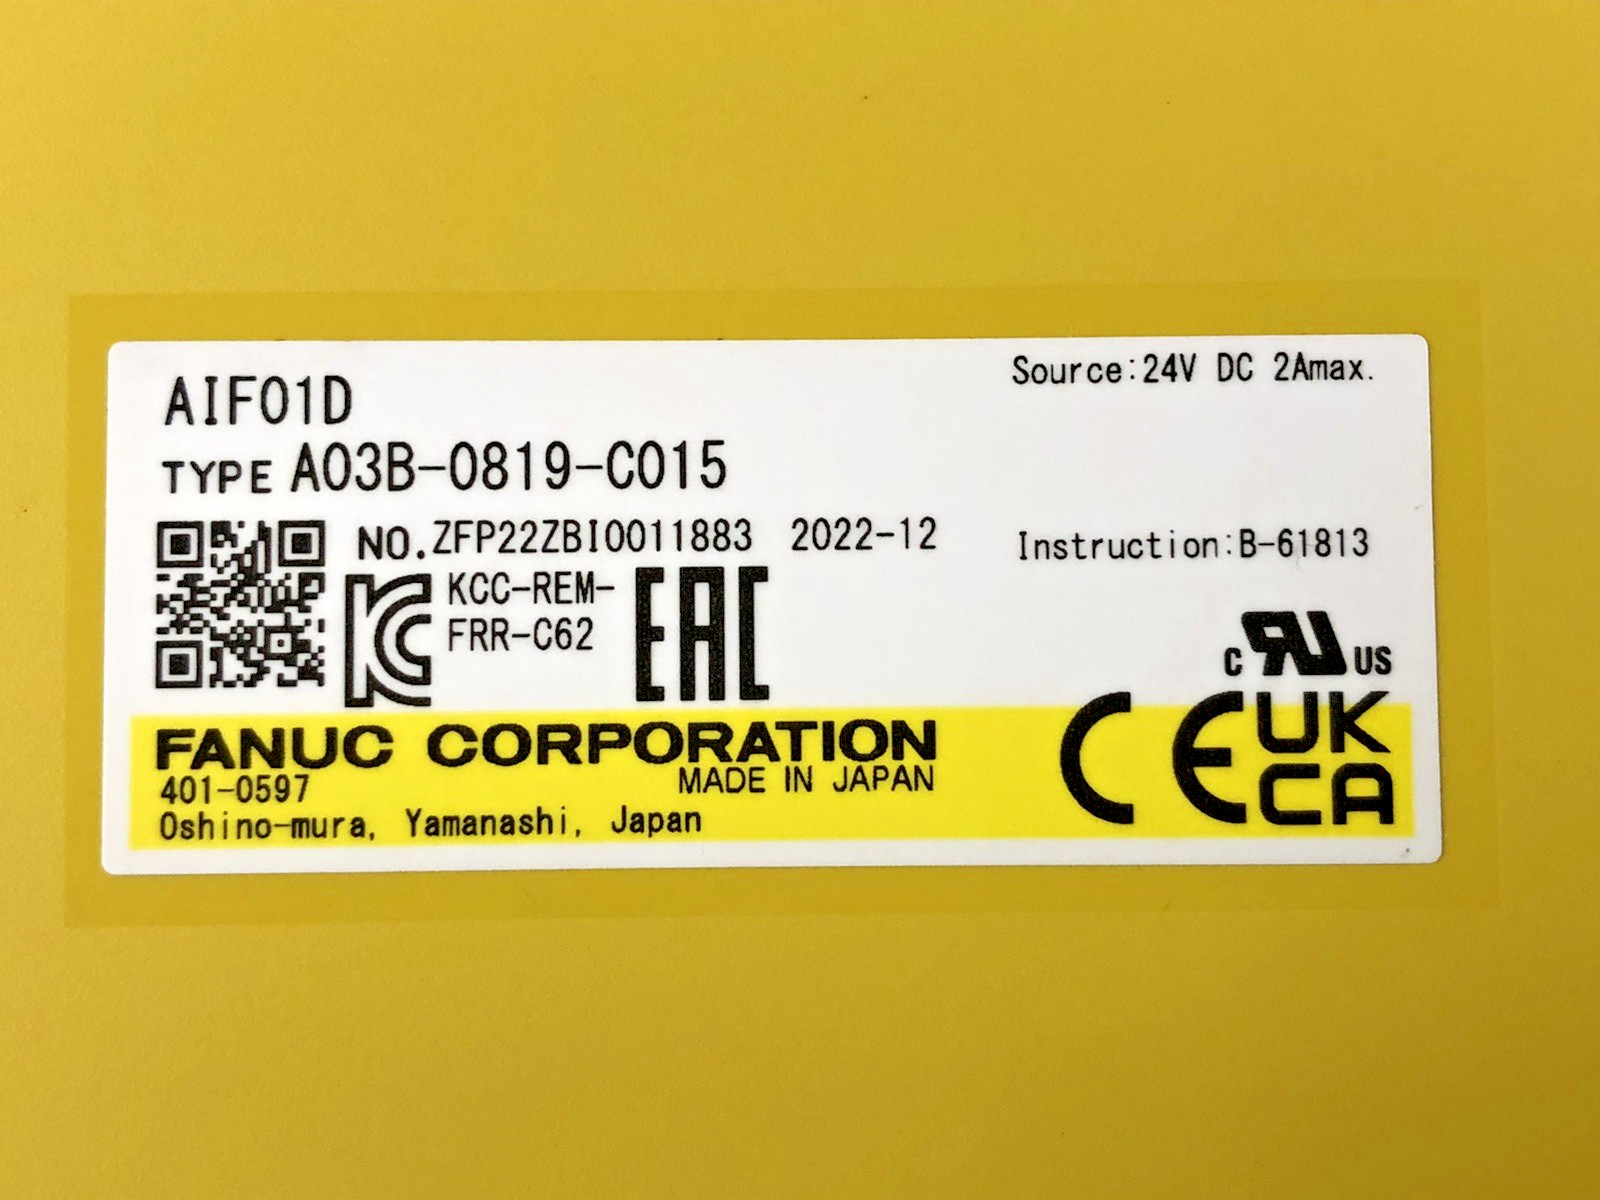 AIF01D
Source:24V DC 2Amax.
TYPE A03B-0819-C015
NO.ZFP22ZBI0011883 2022-12
Instruction:B-61813
KCC-REM-
FRR-C62
EAC
c RU US
CE UK
CA
FANUC CORPORATION
401-0597
MADE IN JAPAN
Oshino-mura, Yamanashi, Japan